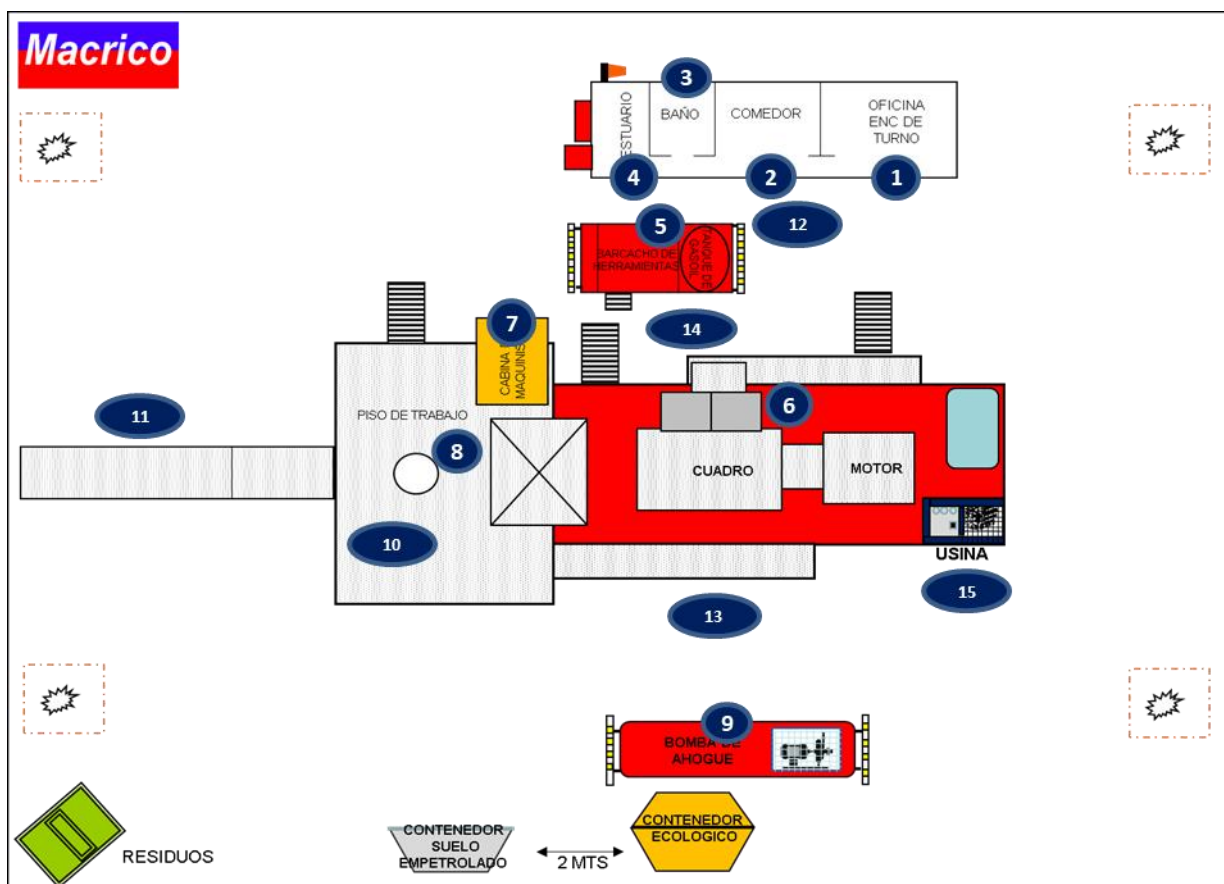 Macrico
3
ESTUARIO
BAÑO
COMEDOR
OFICINA
ENC DE
TURNO
4
2
1
12
5
SARCACHO DE
HERRAMIENTAS
TANQUE DE
GASOIL
7
14
CABINA
MAQUINIS
6
11
PISO DE TRABAJO
8
CUADRO
MOTOR
10
USINA
15
13
9
BOMBA DE
AHOGUE
RESIDUOS
CONTENEDOR
SUELO
EMPETROLADO
2 MTS
CONTENEDOR
ECOLOGICO